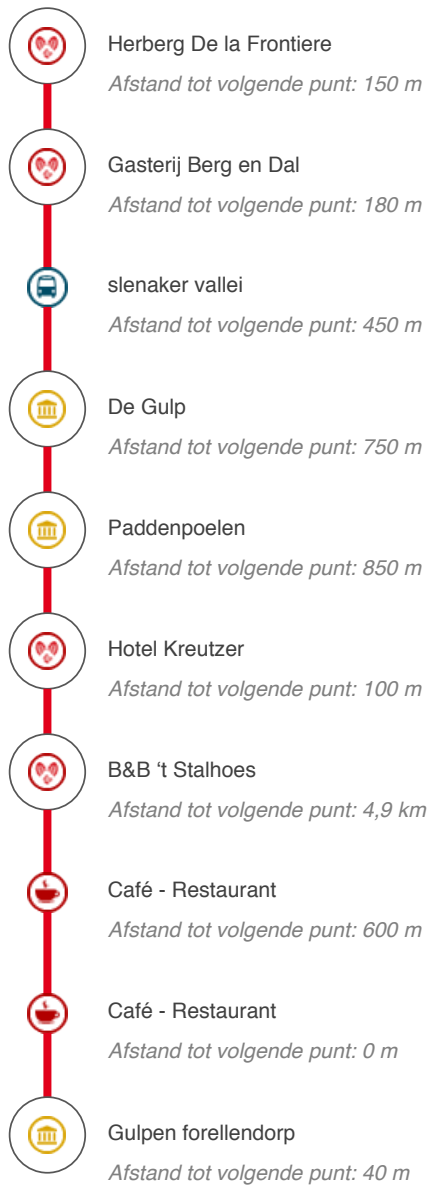 Herberg De la Frontiere
Afstand tot volgende punt: 150 m
Gasterij Berg en Dal
Afstand tot volgende punt: 180 m
slenaker vallei
Afstand tot volgende punt: 450 m
De Gulp
Afstand tot volgende punt: 750 m
Paddenpoelen
Afstand tot volgende punt: 850 m
Hotel Kreutzer
Afstand tot volgende punt: 100 m
B&B ‘t Stalhoes
Afstand tot volgende punt: 4,9 km
Café - Restaurant
Afstand tot volgende punt: 600 m
Café - Restaurant
Afstand tot volgende punt: 0 m
Gulpen forellendorp
Afstand tot volgende punt: 40 m